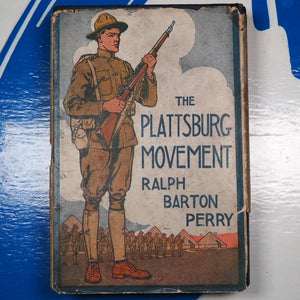 THE
PLATTSBURG
MOVEMENT
RALPH
BARTON
PERRY